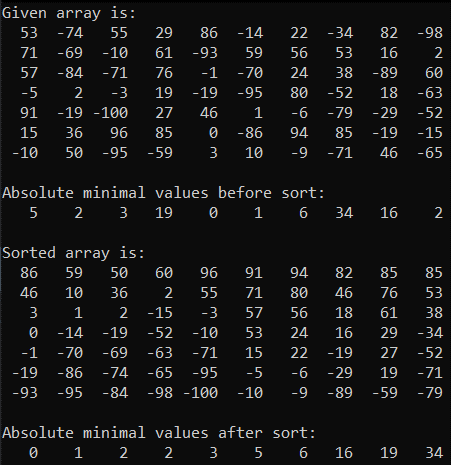 Given array is:
53 -74 55 29 86 -14 22 -34 82 -98
71 -69 -10 61 -93 59 56 53 16 2
57 -84 -71 76 -1 -70 24 38 -89 60
-5 2 -3 19 -19 -95 80 -52 18 -63
91 -19 -100 27 46 1 -6 -79 -29 -52
15 36 96 85 0 -86 94 85 -19 -15
-10 50 -95 -59 3 10 -9 -71 46 -65
Absolute minimal values before sort:
5 2 3 19 0 1 6 34 16 2
Sorted array is:
86 59 50 60 96 91 94 82 85 85
46 10 36 2 55 71 80 46 76 53
3 1 2 -15 -3 57 56 18 61 38
0 -14 -19 -52 -10 53 24 16 29 -34
-1 -70 -69 -63 -71 15 22 -19 27 -52
-19 -86 -74 -65 -95 -5 -6 -29 19 -71
-93 -95 -84 -98 -100 -10 -9 -89 -59 -79
Absolute minimal values after sort:
0 1 2 2 3 5 6 16 19 34